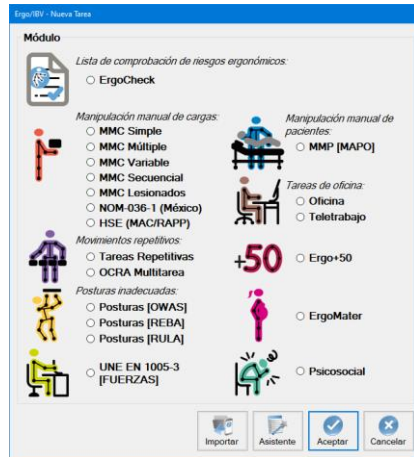 Ergo/IBV - Nueva Tarea
Módulo
Lista de comprobación de riesgos ergonómicos:
ErgoCheck
Manipulación manual de cargas:
MMC Simple
MMC Múltiple
MMC Variable
MMC Secuencial
MMC Lesionados
NOM-036-1 (México)
HSE (MAC/RAPP)
Manipulación manual de
pacientes:
MMP [MAPO]
Tareas de oficina:
Oficina
Teletrabajo
Movimientos repetitivos:
Tareas Repetitivas
OCRA Multitarea
+50
Ergo+50
Posturas inadecuadas:
Posturas [OWAS]
Posturas [REBA]
Posturas [RULA]
ErgoMater
UNE EN 1005-3
[FUERZAS]
Psicosocial
Importar
Asistente
Aceptar
Cancelar